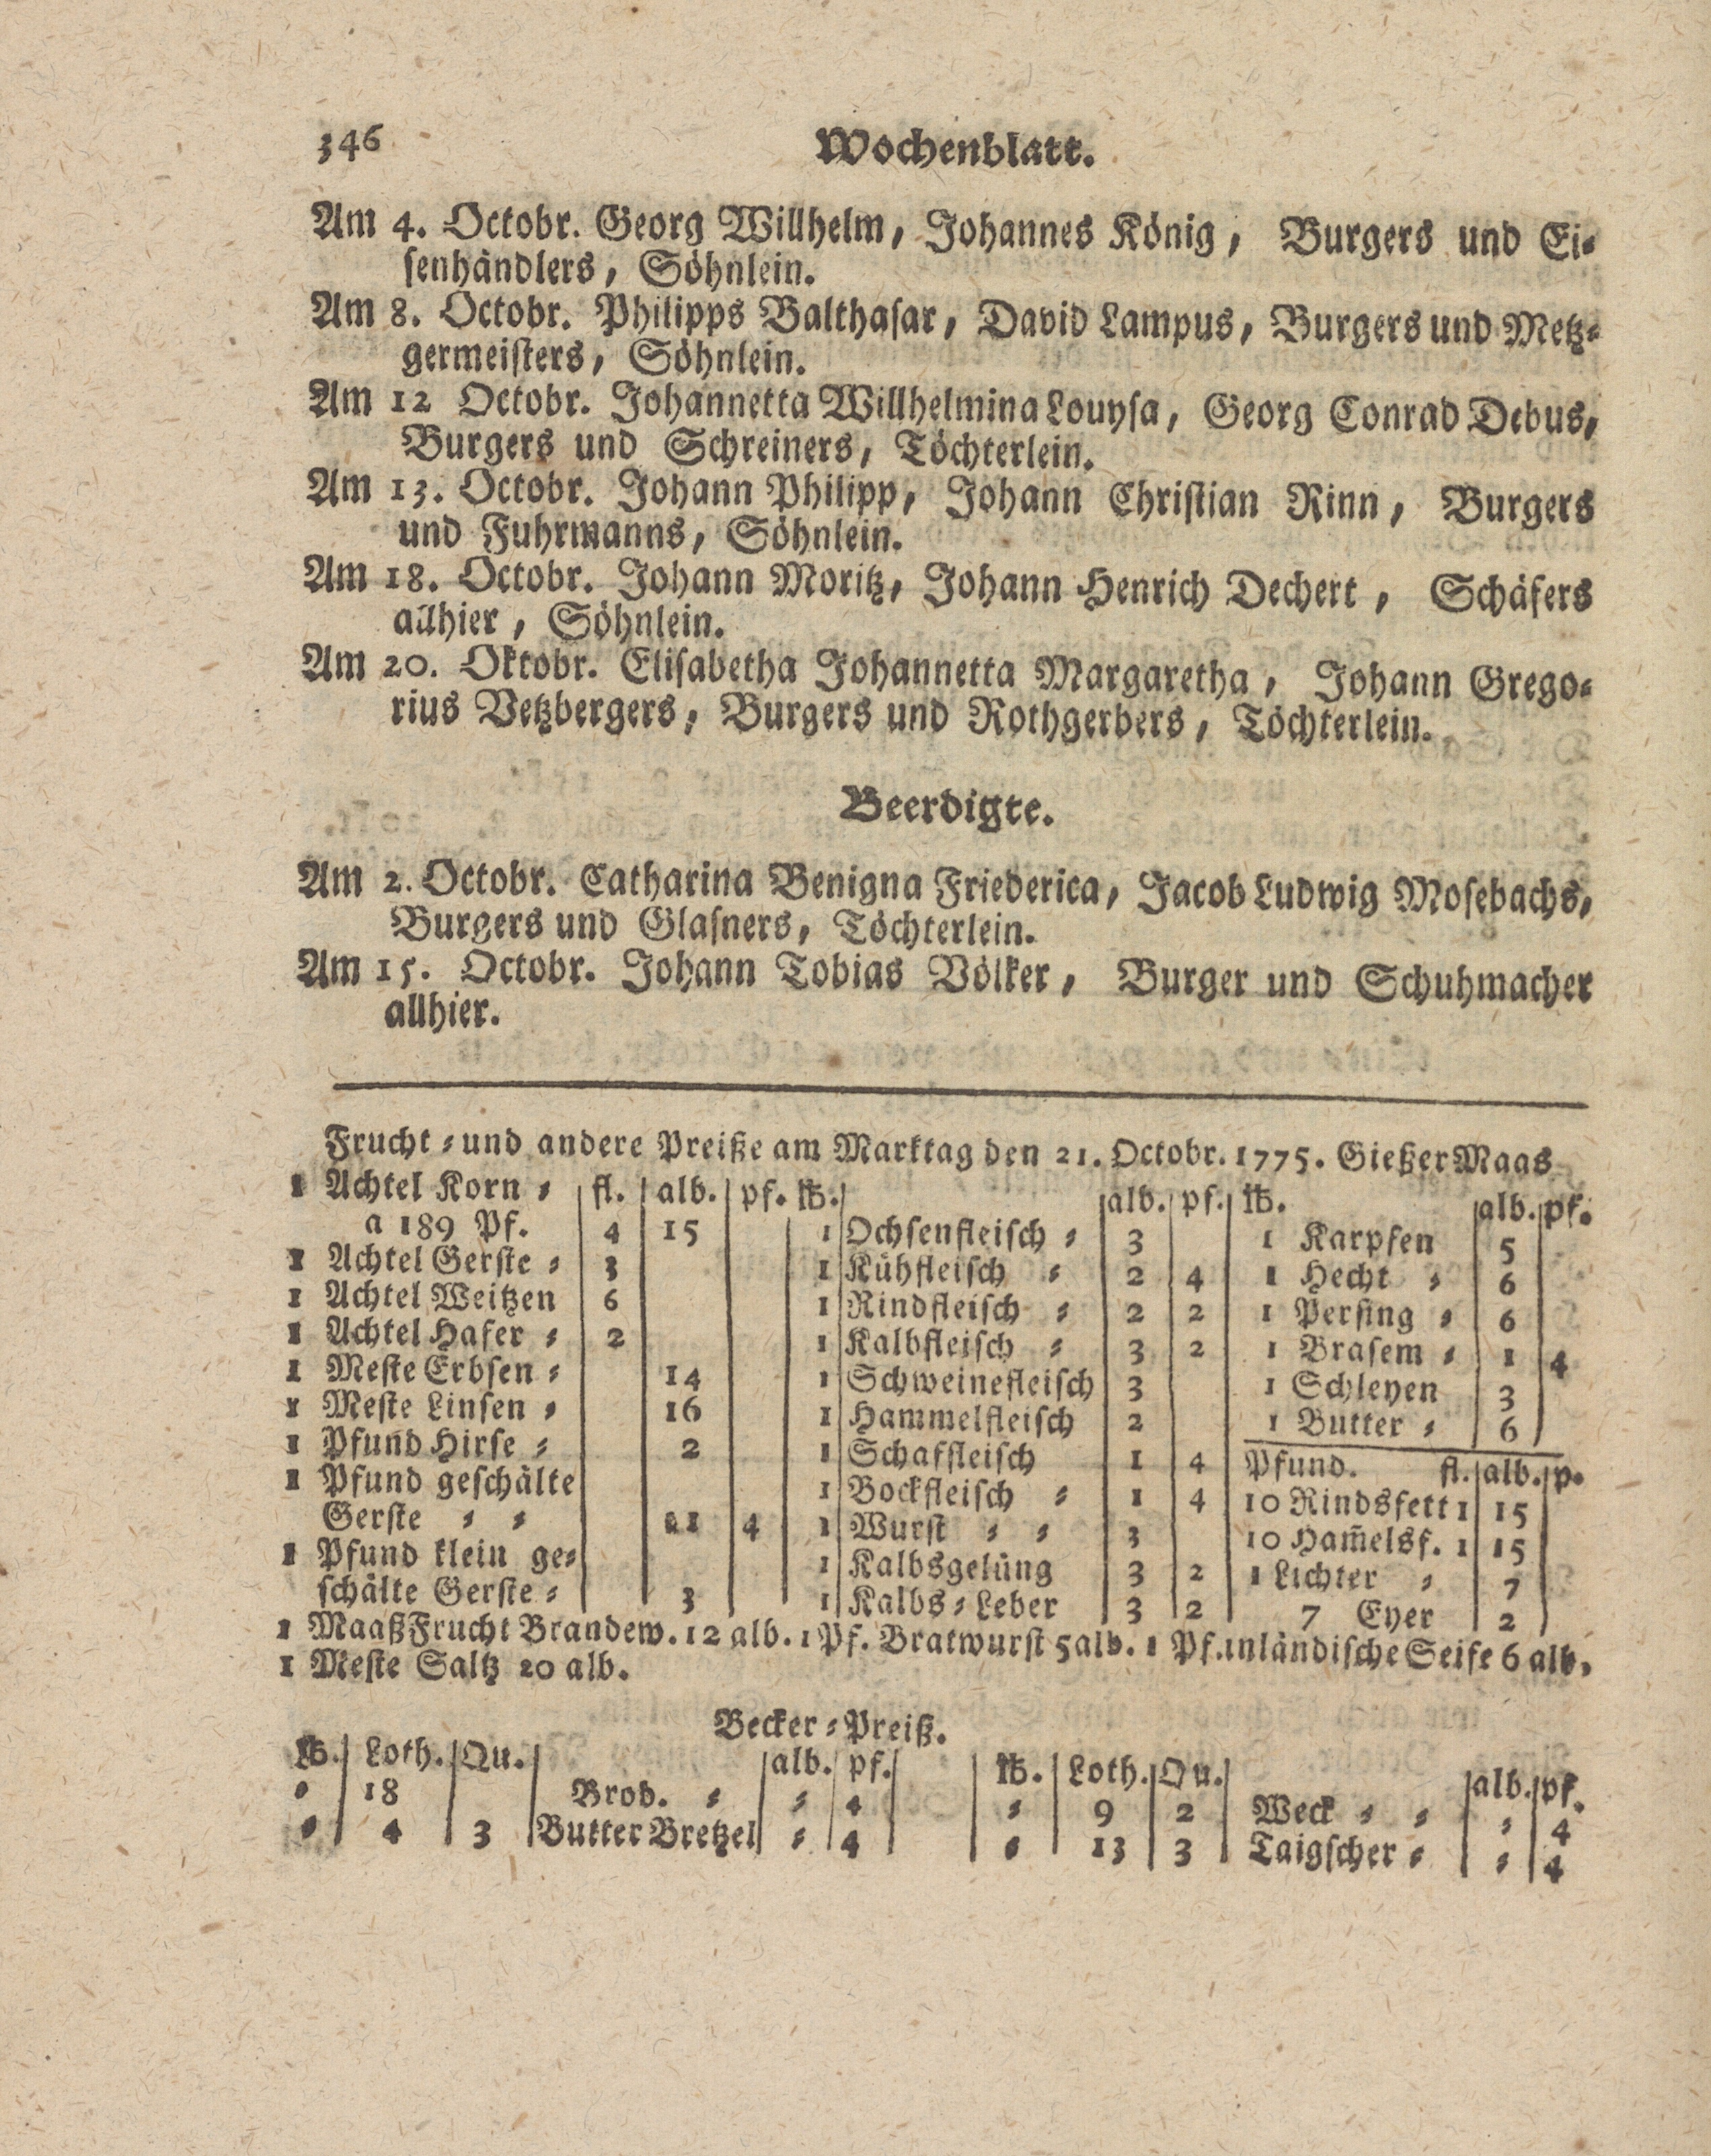 346 Wochenblatt.
Am 4. Octobr. Georg Willhelm, Johannes König, Burgers und Ei-
senhändlers, Söhnlein.
Am 8. Octobr. Philipps Balthasar, David Lampus, Burgers und Metz-
germeisters, Söhnlein.
Am 12 Octobr. Johannetta Willhelmina Louysa, Georg Conrad Debus,
Burgers und Schreiners, Töchterlein.
Am 13. Octobr. Johann Philipp, Johann Christian Rinn, Burgers
und Fuhrmanns, Söhnlein.
Am 18. Octobr. Johann Moritz, Johann Henrich Dechert, Schäfers
allhier, Söhnlein.
Am 20. Oktobr. Elisabetha Johannetta Margaretha, Johann Grego-
rius Vetzbergers, Burgers und Rothgerbers, Töchterlein.
Beerdigte.
Am 2. Octobr. Catharina Benigna Friederica, Jacob Ludwig Mosebachs,
Burgers und Glasners, Töchterlein.
Am 15. Octobr. Johann Tobias Völker, Burger und Schuhmacher
allhier.
Frucht- und andere Preiße am Marktag den 21. Octobr. 1775. Gießer Maas
1 Achtel Korn - fl. alb. pf.
a 189 Pf. 4 15
1 Achtel Gerste - 3
1 Achtel Weitzen 6
1 Achtel Hafer - 2
1 Meste Erbsen - 14
1 Meste Linsen - 16
1 Pfund Hirse - 2
1 Pfund geschälte
Gerste - - 1 4
1 Pfund klein ge-
schälte Gerste - 3
℔. alb. pf.
1 Ochsenfleisch - 3
1 Kühfleisch - 2 4
1 Rindfleisch - 2 2
1 Kalbfleisch - 3 2
1 Schweinefleisch 3
1 Hammelfleisch 2
1 Schaffleisch 1 4
1 Bockfleisch - 1 4
1 Wurst - - 3
1 Kalbsgelüng 3 2
1 Kalbs-Leber 3 2
℔. alb. pf.
1 Karpfen 5
1 Hecht - 6
1 Persing - 6
1 Brasem - 1 4
1 Schleyen 3
1 Butter - 6
Pfund. fl. alb. p.
10 Rindsfett 1 15
10 Ham̄elsf. 1 15
1 Lichter - 7
7 Eyer 2
1 Maaß Frucht Brandew. 12 alb. 1 Pf. Bratwurst 5 alb. 1 Pf. inländische Seife 6 alb.
1 Meste Saltz 20 alb.
Becker-Preiß.
℔. Loth. Qu. alb. pf. ℔. Loth. Qu. alb. pf.
- 18 Brod. - - 4 - 9 2 Weck - - - 4
- 4 3 Butter Bretzel - 4 - 13 3 Taigscher - - 4